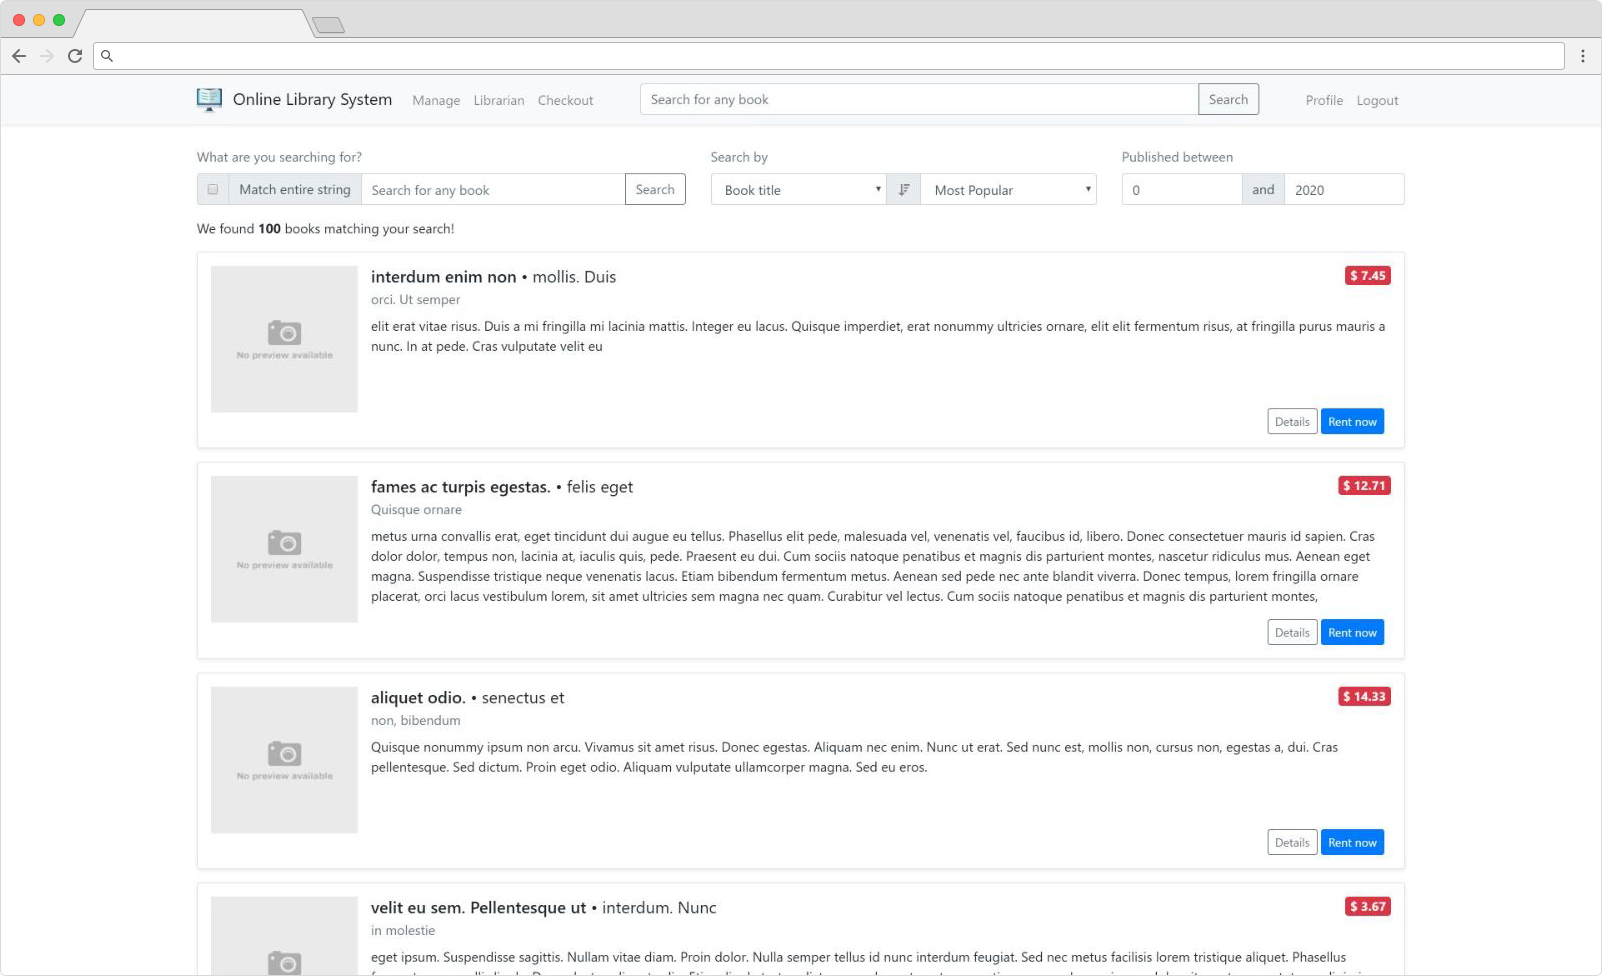 Online Library System Manage Librarian Checkout Search for any book Search Profile Logout
What are you searching for? Search by Published between
Match entire string Search for any book Search Book title Most Popular 0 and 2020
We found 100 books matching your search!
interdum enim non • mollis. Duis $ 7.45
orci. Ut semper
elit erat vitae risus. Duis a mi fringilla mi lacinia mattis. Integer eu lacus. Quisque imperdiet, erat nonummy ultricies ornare, elit elit fermentum risus, at fringilla purus mauris a
nunc. In at pede. Cras vulputate velit eu
No preview available
Details Rent now
fames ac turpis egestas. • felis eget $ 12.71
Quisque ornare
metus urna convallis erat, eget tincidunt dui augue eu tellus. Phasellus elit pede, malesuada vel, venenatis vel, faucibus id, libero. Donec consectetuer mauris id sapien. Cras
dolor dolor, tempus non, lacinia at, iaculis quis, pede. Praesent eu dui. Cum sociis natoque penatibus et magnis dis parturient montes, nascetur ridiculus mus. Aenean eget
magna. Suspendisse tristique neque venenatis lacus. Etiam bibendum fermentum metus. Aenean sed pede nec ante blandit viverra. Donec tempus, lorem fringilla ornare
placerat, orci lacus vestibulum lorem, sit amet ultricies sem magna nec quam. Curabitur vel lectus. Cum sociis natoque penatibus et magnis dis parturient montes,
No preview available
Details Rent now
aliquet odio. • senectus et $ 14.33
non, bibendum
Quisque nonummy ipsum non arcu. Vivamus sit amet risus. Donec egestas. Aliquam nec enim. Nunc ut erat. Sed nunc est, mollis non, cursus non, egestas a, dui. Cras
pellentesque. Sed dictum. Proin eget odio. Aliquam vulputate ullamcorper magna. Sed eu eros.
No preview available
Details Rent now
velit eu sem. Pellentesque ut • interdum. Nunc $ 3.67
in molestie
eget ipsum. Suspendisse sagittis. Nullam vitae diam. Proin dolor. Nulla semper tellus id nunc interdum feugiat. Sed nec metus facilisis lorem tristique aliquet. Phasellus